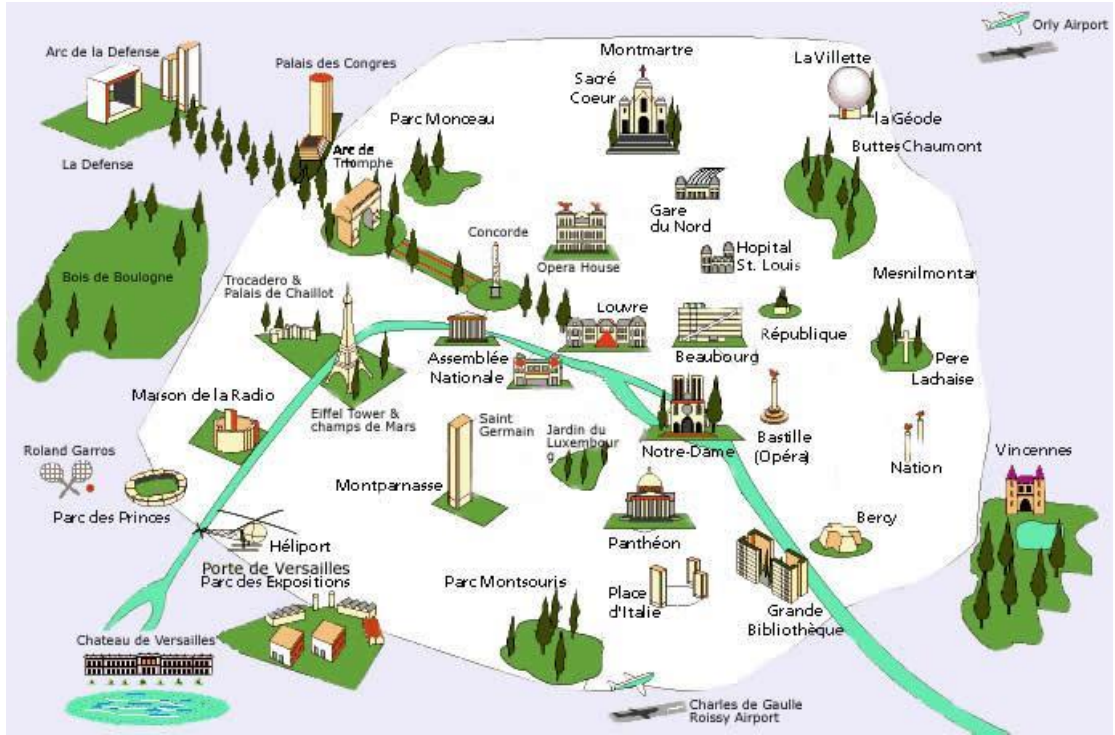 Orly Airport
Arc de la Defense
Montmartre
La Villette
Palais des Congres
Sacré
Coeur
Parc Monceau
la Géode
La Defense
Arc de
Triomphe
Buttes Chaumont
Gare
du Nord
Concorde
Hopital
St. Louis
Opera House
Bois de Boulogne
Trocadero &
Palais de Chaillot
Mesnilmontar
Louvre
République
Assemblée
Nationale
Beaubourg
Pere
Lachaise
Maison de la Radio
Eiffel Tower &
champs de Mars
Saint
Germain
Jardin du
Luxembour
g
Notre-Dame
Bastille
(Opéra)
Nation
Vincennes
Roland Garros
Montparnasse
Parc des Princes
Bercy
Héliport
Panthéon
Porte de Versailles
Parc des Expositions
Parc Montsouris
Place
d'Italie
Grande
Bibliothèque
Chateau de Versailles
Charles de Gaulle
Roissy Airport